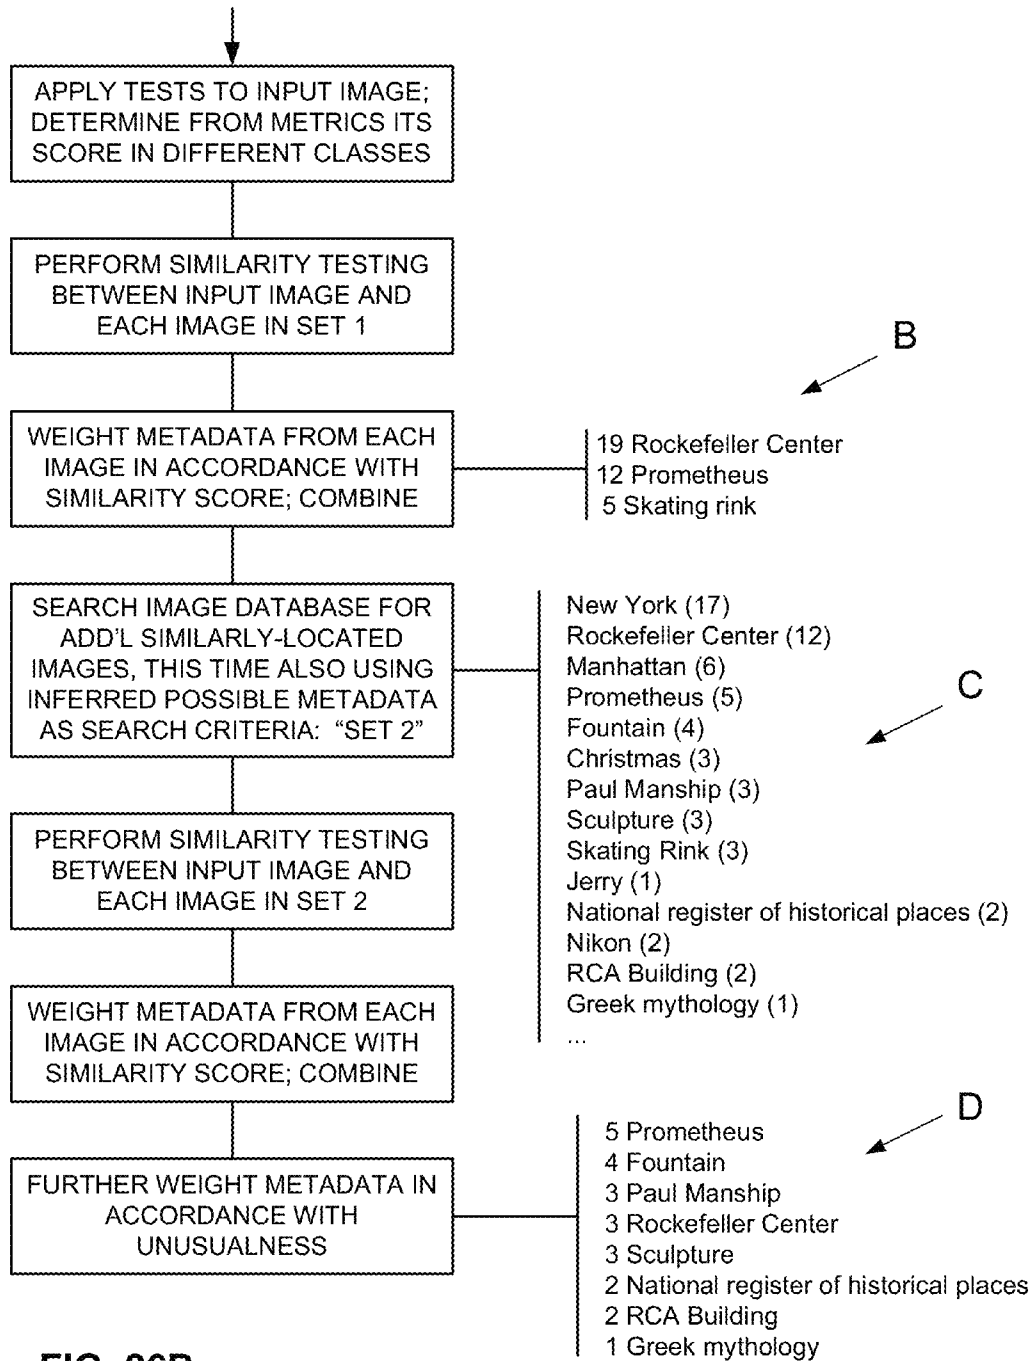 APPLY TESTS TO INPUT IMAGE;
DETERMINE FROM METRICS ITS
SCORE IN DIFFERENT CLASSES
PERFORM SIMILARITY TESTING
BETWEEN INPUT IMAGE AND
EACH IMAGE IN SET 1
B
WEIGHT METADATA FROM EACH
IMAGE IN ACCORDANCE WITH
SIMILARITY SCORE; COMBINE
19 Rockefeller Center
12 Prometheus
5 Skating rink
SEARCH IMAGE DATABASE FOR
ADD'L SIMILARLY-LOCATED
IMAGES, THIS TIME ALSO USING
INFERRED POSSIBLE METADATA
AS SEARCH CRITERIA: "SET 2"
New York (17)
Rockefeller Center (12)
Manhattan (6)
Prometheus (5)
Fountain (4)
Christmas (3)
Paul Manship (3)
Sculpture (3)
Skating Rink (3)
Jerry (1)
National register of historical places (2)
Nikon (2)
RCA Building (2)
Greek mythology (1)
...
C
PERFORM SIMILARITY TESTING
BETWEEN INPUT IMAGE AND
EACH IMAGE IN SET 2
WEIGHT METADATA FROM EACH
IMAGE IN ACCORDANCE WITH
SIMILARITY SCORE; COMBINE
D
FURTHER WEIGHT METADATA IN
ACCORDANCE WITH
UNUSUALNESS
5 Prometheus
4 Fountain
3 Paul Manship
3 Rockefeller Center
3 Sculpture
2 National register of historical places
2 RCA Building
1 Greek mythology